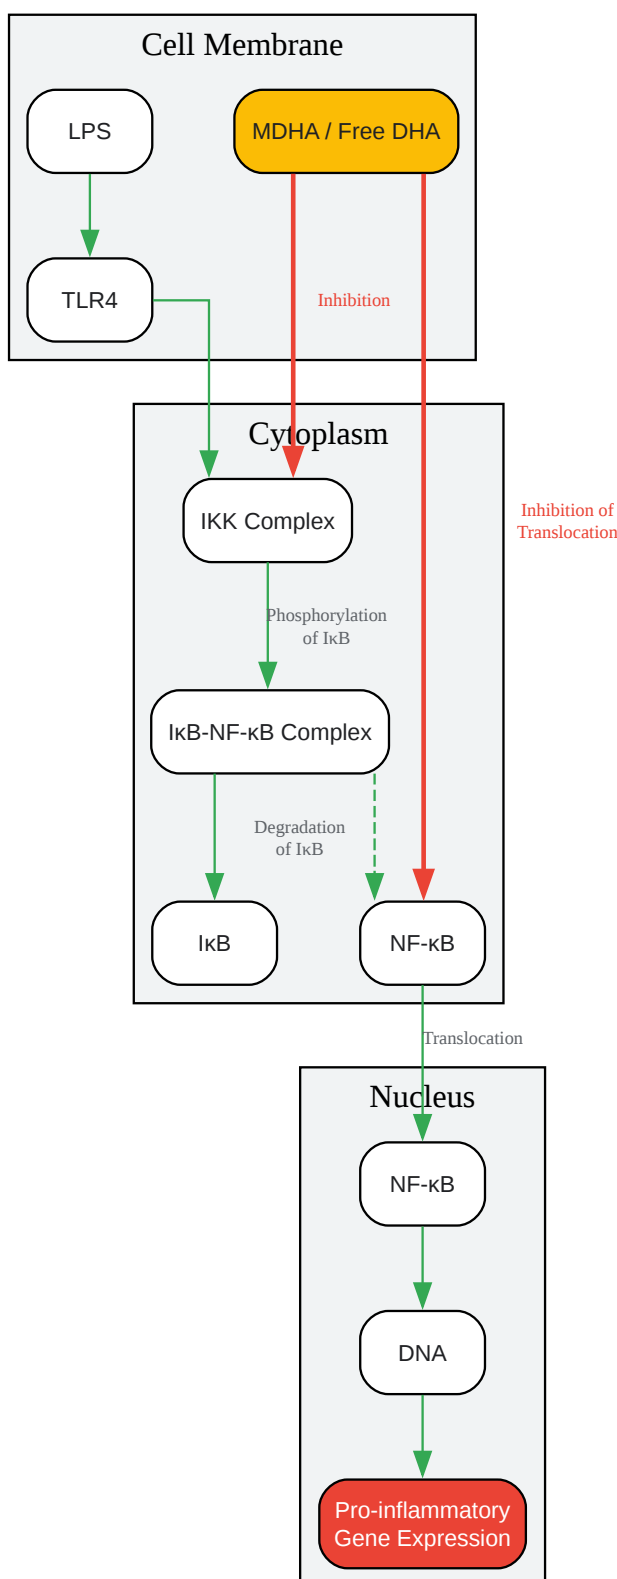 Cell Membrane
LPS
MDHA / Free DHA
TLR4
Inhibition
Cytoplasm
IKK Complex
Inhibition of
Translocation
Phosphorylation
of IκB
IκB-NF-κB Complex
Degradation
of IκB
IκB
NF-κB
Translocation
Nucleus
NF-κB
DNA
Pro-inflammatory
Gene Expression